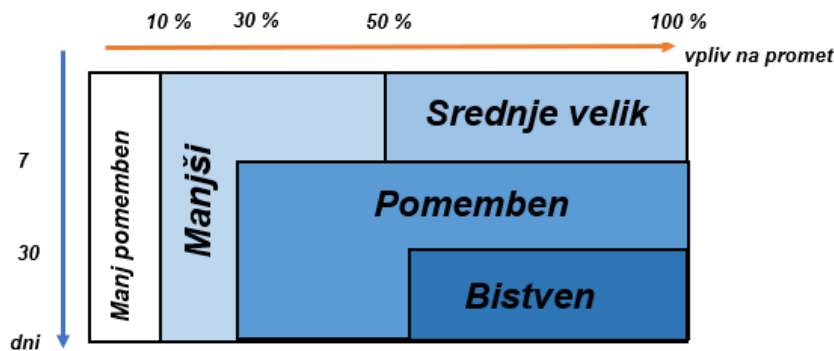 10 % 30 % 50 % 100 %
vpliv na promet
Manj pomemben
Manjši
Srednje velik
7
Pomemben
30
Bistven
dni